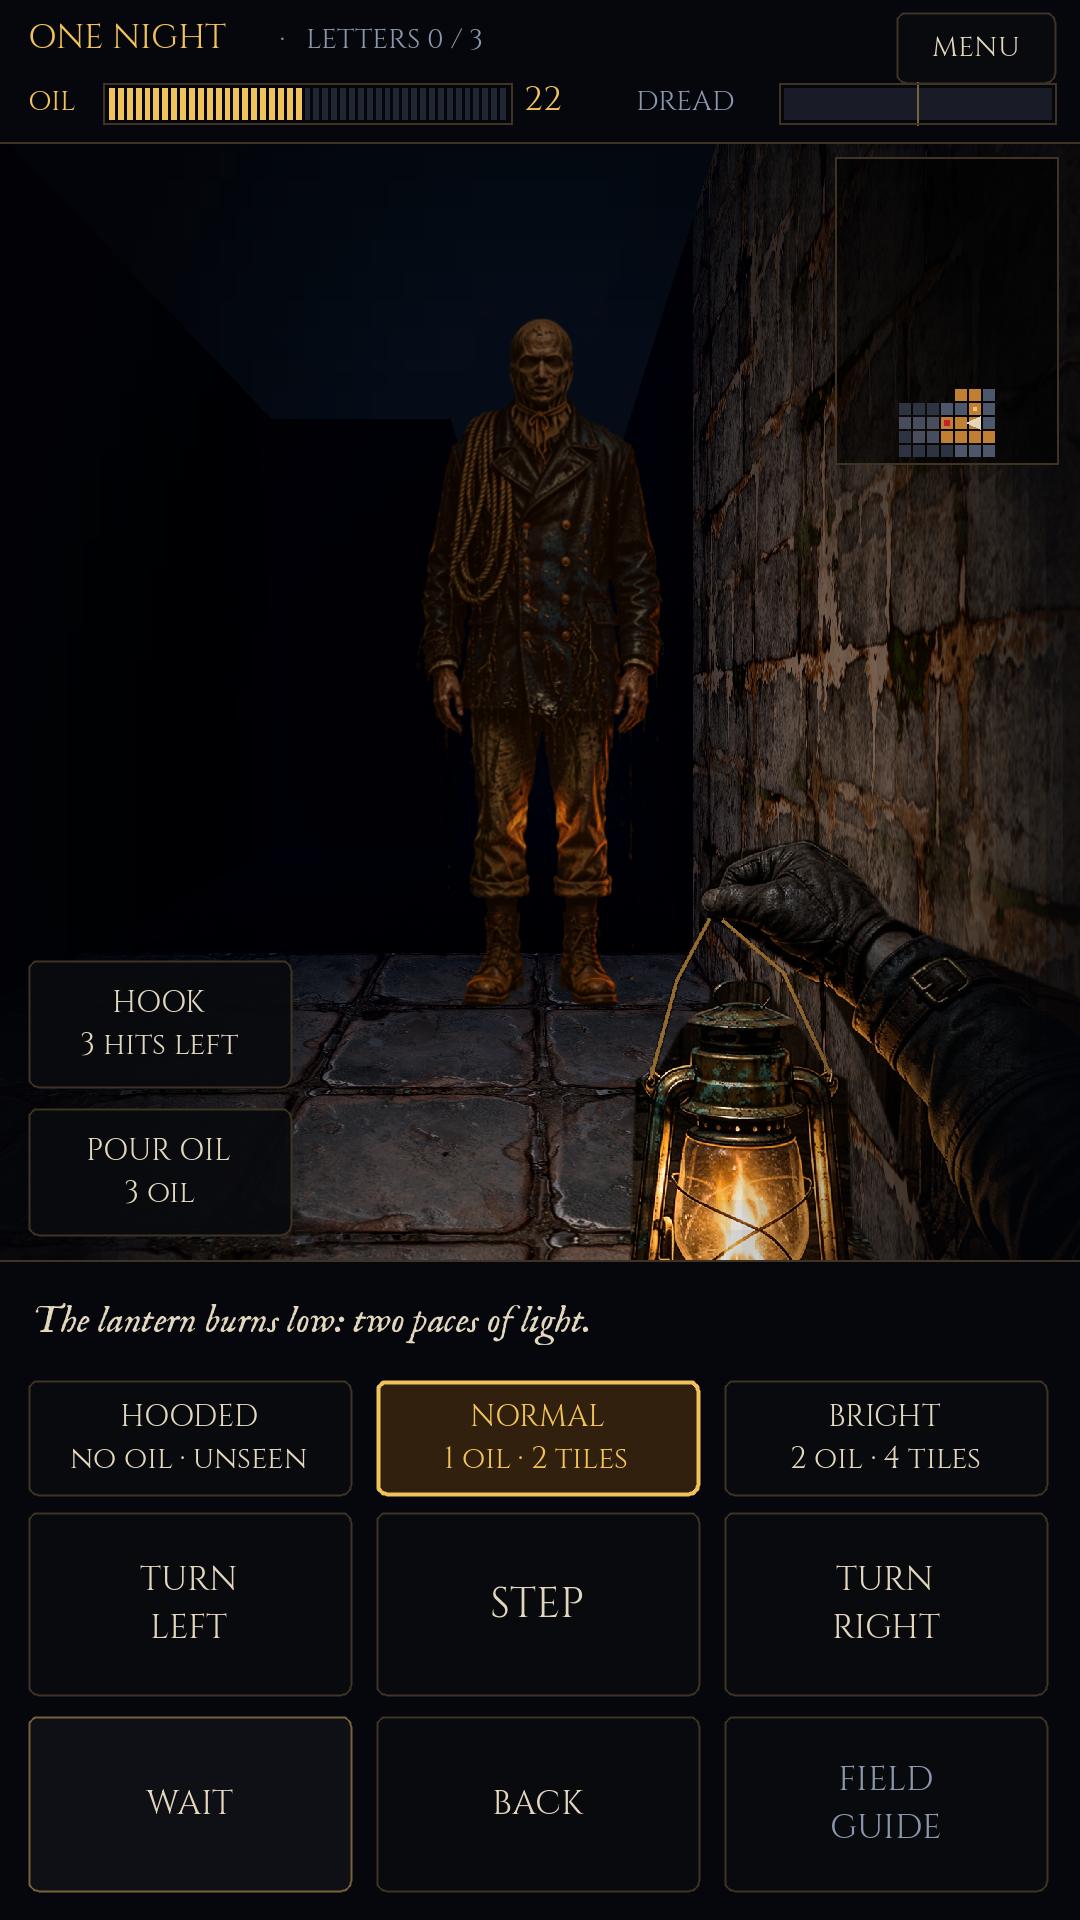 ONE NIGHT · LETTERS 0 / 3
MENU
OIL 22 DREAD
HOOK
3 HITS LEFT
POUR OIL
3 OIL
The lantern burns low: two paces of light.
HOODED
NO OIL · UNSEEN
NORMAL
1 OIL · 2 TILES
BRIGHT
2 OIL · 4 TILES
TURN
LEFT
STEP
TURN
RIGHT
WAIT
BACK
FIELD
GUIDE